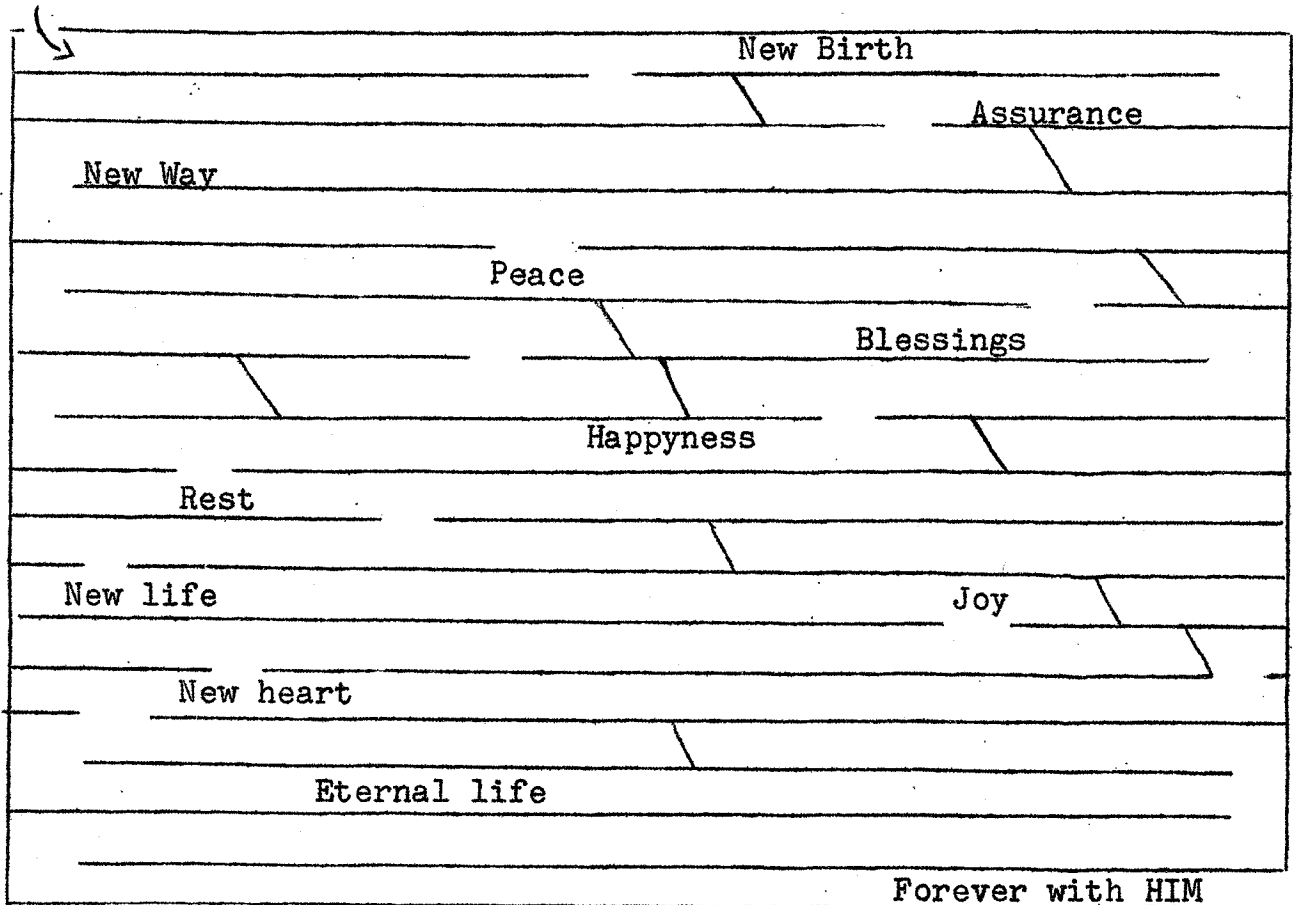 New Birth
Assurance
New Way
Peace
Blessings
Happyness
Rest
New life
Joy
New heart
Eternal life
Forever with HIM